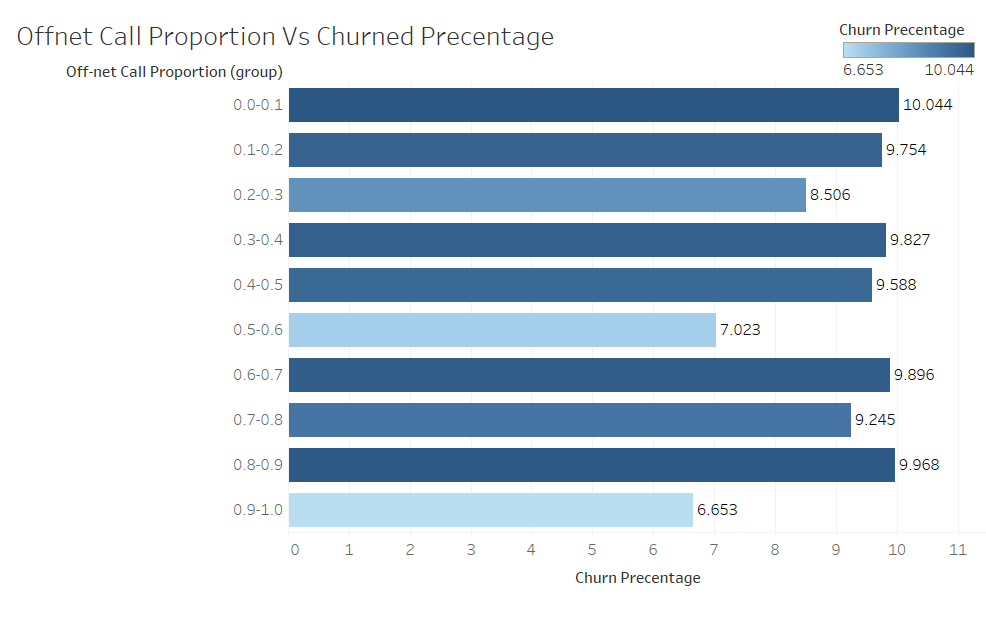 Offnet Call Proportion Vs Churned Precentage
Churn Precentage
6.653 10.044
Off-net Call Proportion (group)
0.0-0.1 10.044
0.1-0.2 9.754
0.2-0.3 8.506
0.3-0.4 9.827
0.4-0.5 9.588
0.5-0.6 7.023
0.6-0.7 9.896
0.7-0.8 9.245
0.8-0.9 9.968
0.9-1.0 6.653
0 1 2 3 4 5 6 7 8 9 10 11
Churn Precentage